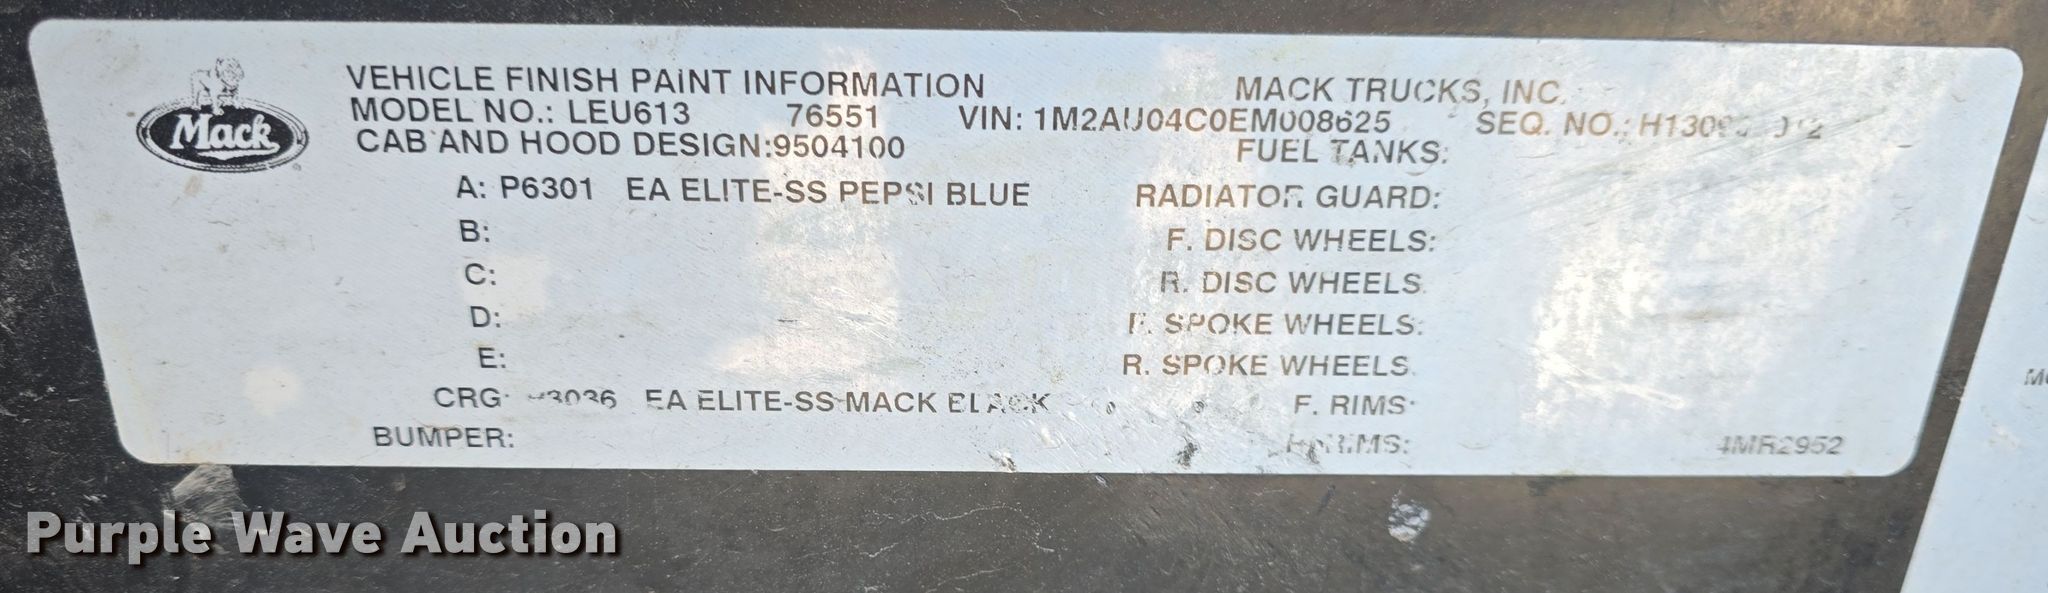 Mack
VEHICLE FINISH PAINT INFORMATION MACK TRUCKS, INC.
MODEL NO.: LEU613 76551 VIN: 1M2AU04C0EM008625 SEQ. NO.:
CAB AND HOOD DESIGN:9504100 FUEL TANKS:
A: P6301 EA ELITE-SS PEPSI BLUE RADIATOR GUARD:
B: F. DISC WHEELS:
C: R. DISC WHEELS
D: F. SPOKE WHEELS:
E: R. SPOKE WHEELS
CRG: EA ELITE-SS MACK BLACK F. RIMS:
BUMPER: R. RIMS: 4MR2952
Purple Wave Auction